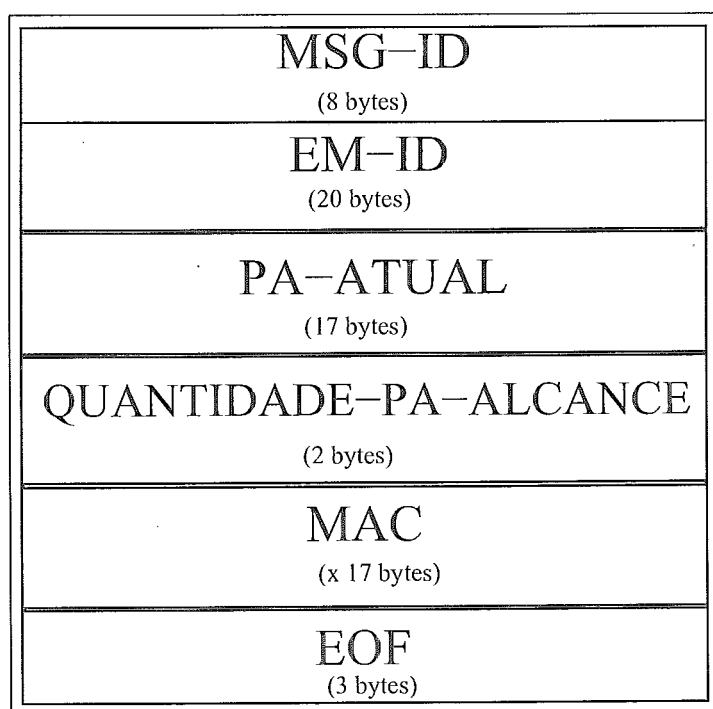 MSG–ID
(8 bytes)
EM–ID
(20 bytes)
PA–ATUAL
(17 bytes)
QUANTIDADE–PA–ALCANCE
(2 bytes)
MAC
(x 17 bytes)
EOF
(3 bytes)